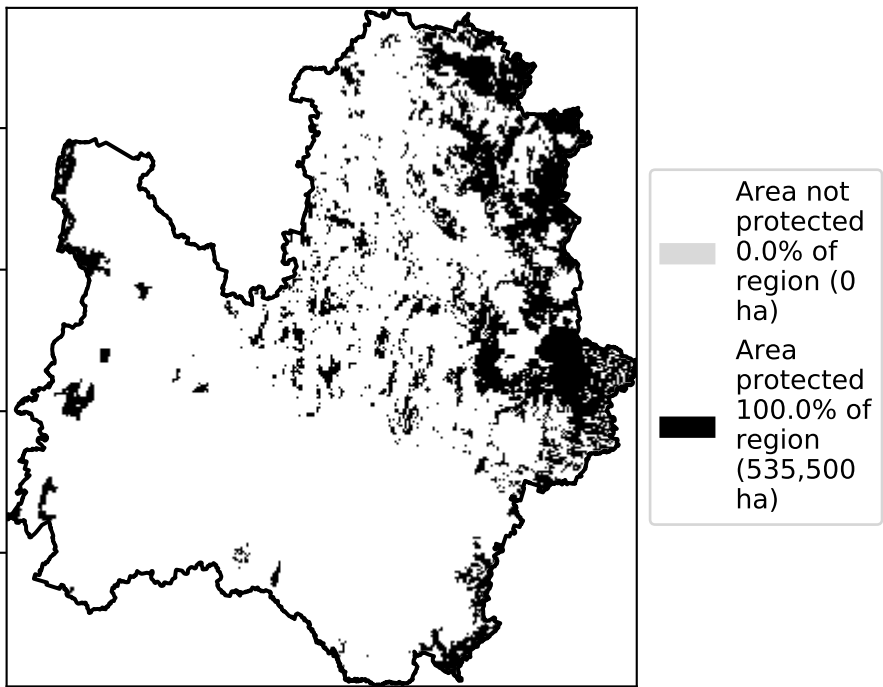 Area not
protected
0.0% of
region (0
ha)
Area
protected
100.0% of
region
(535,500
ha)